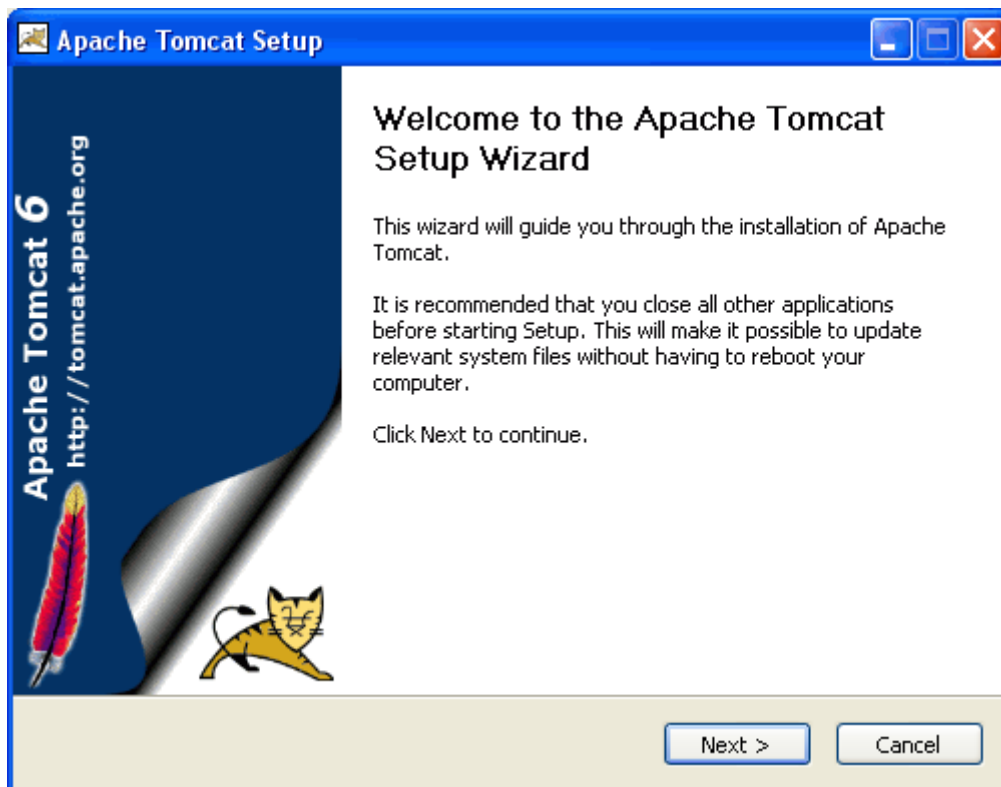 Apache Tomcat Setup
Apache Tomcat 6
http://tomcat.apache.org
Welcome to the Apache Tomcat
Setup Wizard
This wizard will guide you through the installation of Apache
Tomcat.
It is recommended that you close all other applications
before starting Setup. This will make it possible to update
relevant system files without having to reboot your
computer.
Click Next to continue.
Next >
Cancel